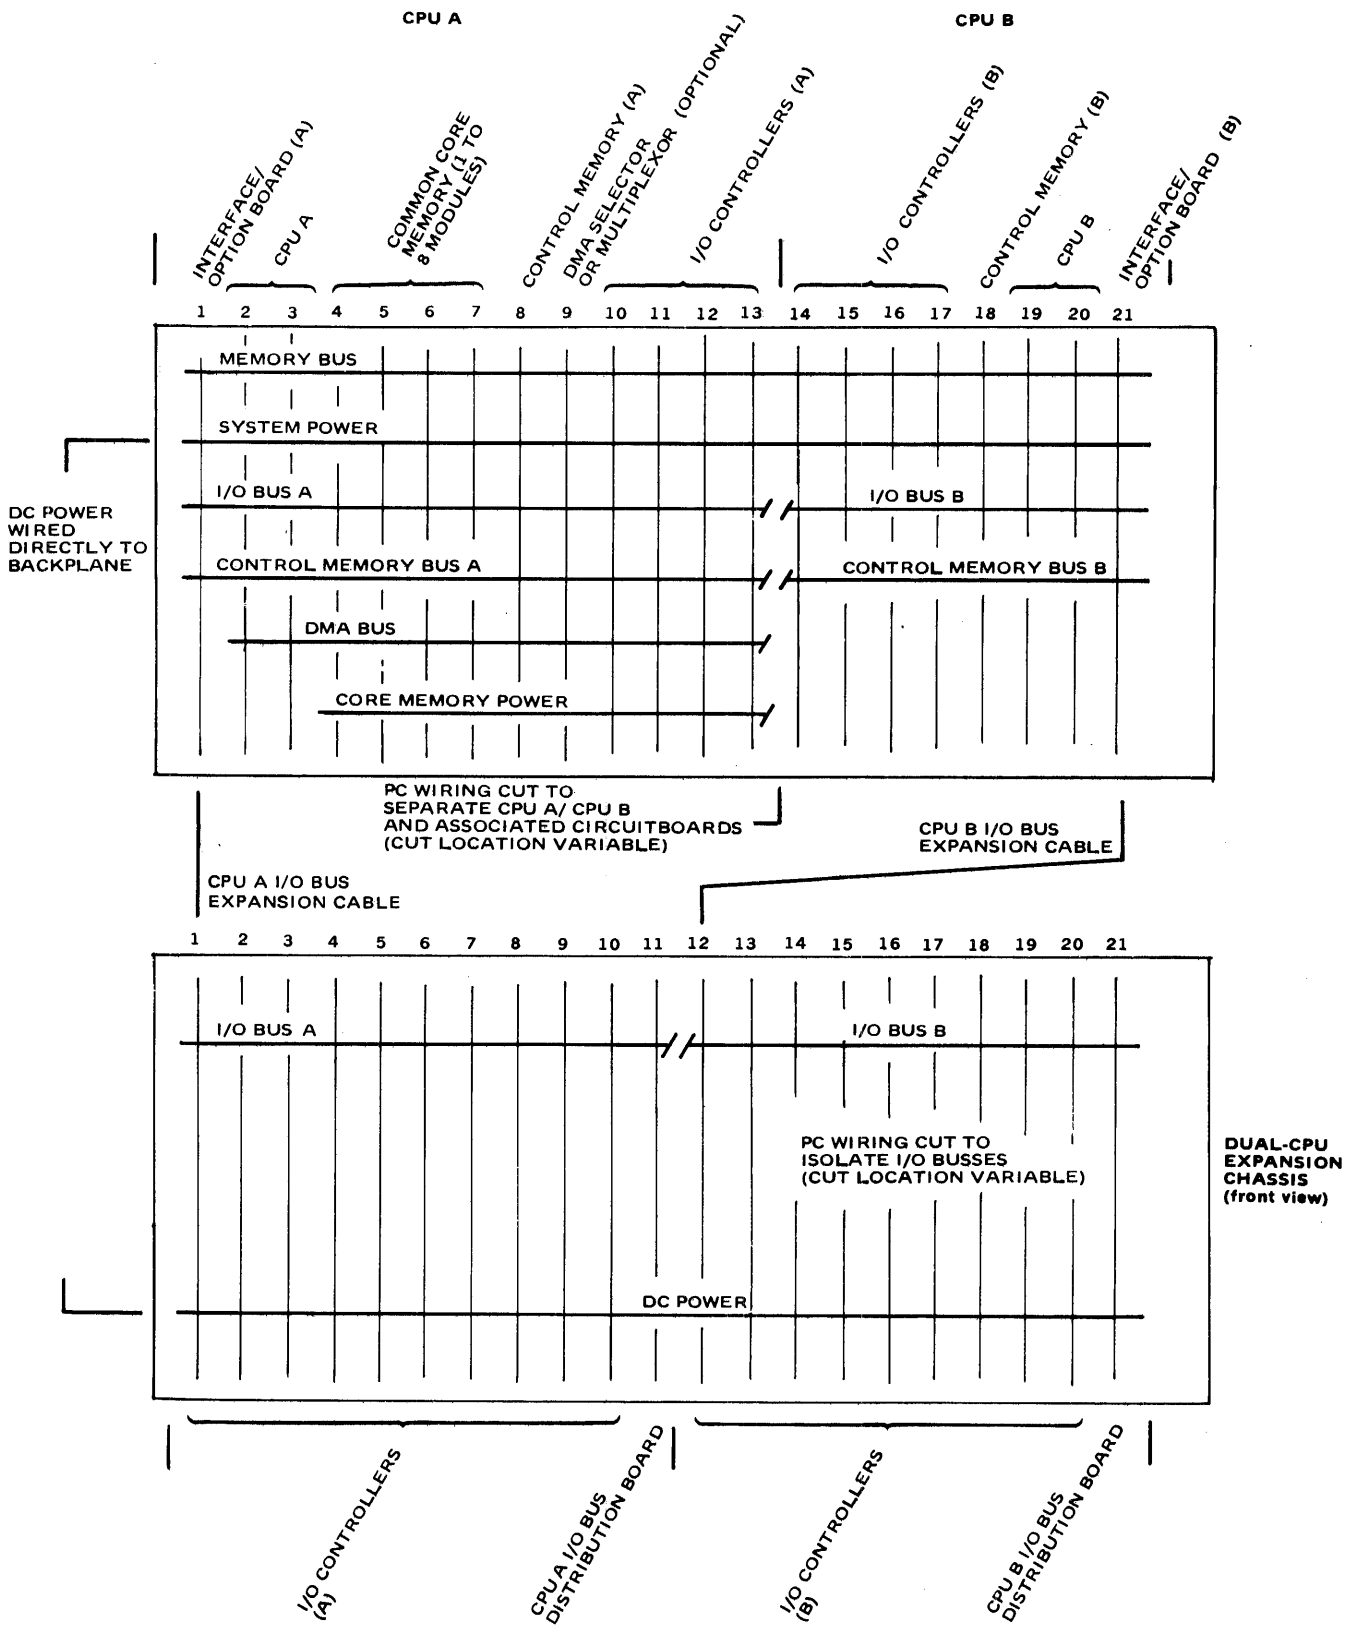 CPU A
CPU B
INTERFACE/
OPTION BOARD (A)
CPU A
COMMON CORE
MEMORY (1 TO
8 MODULES)
CONTROL MEMORY (A)
DMA SELECTOR
OR MULTIPLEXOR (OPTIONAL)
I/O CONTROLLERS (A)
I/O CONTROLLERS (B)
CONTROL MEMORY (B)
CPU B
INTERFACE/
OPTION BOARD (B)
1 2 3 4 5 6 7 8 9 10 11 12 13 14 15 16 17 18 19 20 21
MEMORY BUS
SYSTEM POWER
I/O BUS A
I/O BUS B
DC POWER
WIRED
DIRECTLY TO
BACKPLANE
CONTROL MEMORY BUS A
CONTROL MEMORY BUS B
DMA BUS
CORE MEMORY POWER
PC WIRING CUT TO
SEPARATE CPU A/ CPU B
AND ASSOCIATED CIRCUITBOARDS
(CUT LOCATION VARIABLE)
CPU B I/O BUS
EXPANSION CABLE
CPU A I/O BUS
EXPANSION CABLE
1 2 3 4 5 6 7 8 9 10 11 12 13 14 15 16 17 18 19 20 21
I/O BUS A
I/O BUS B
PC WIRING CUT TO
ISOLATE I/O BUSSES
(CUT LOCATION VARIABLE)
DUAL-CPU
EXPANSION
CHASSIS
(front view)
DC POWER
I/O CONTROLLERS
(A)
CPU A I/O BUS
DISTRIBUTION BOARD
I/O CONTROLLERS
(B)
CPU B I/O BUS
DISTRIBUTION BOARD